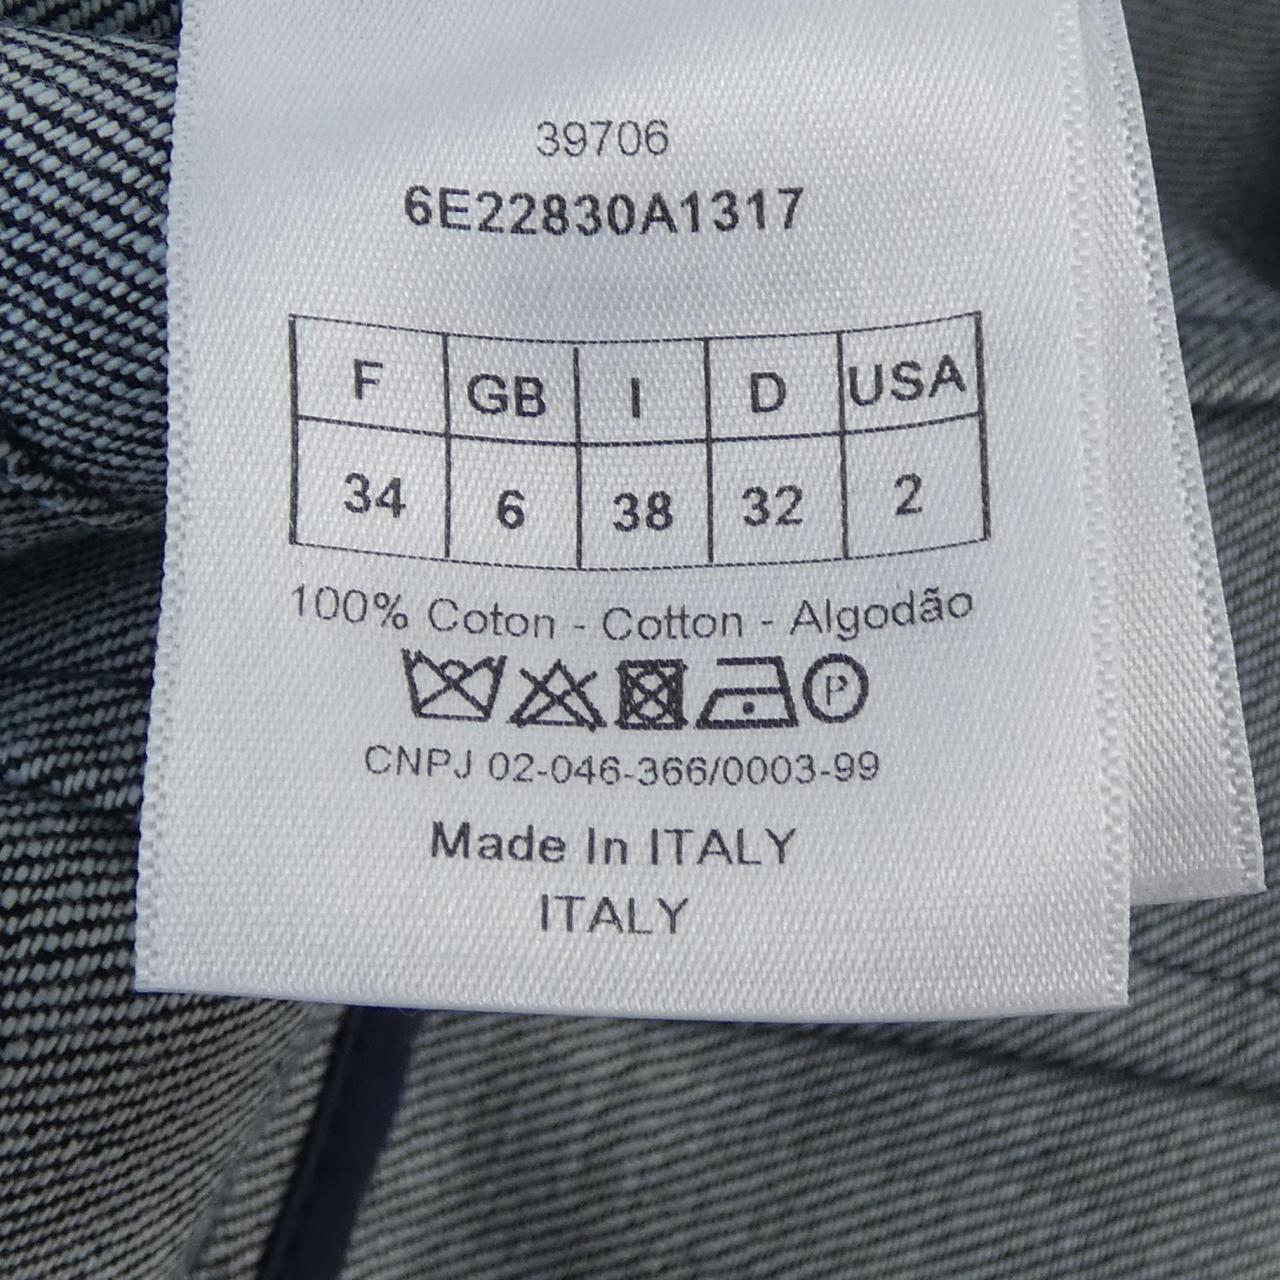 39706
6E22830A1317
F GB I D USA
34 6 38 32 2
100% Coton - Cotton - Algodão
P
CNPJ 02-046-366/0003-99
Made In ITALY
ITALY